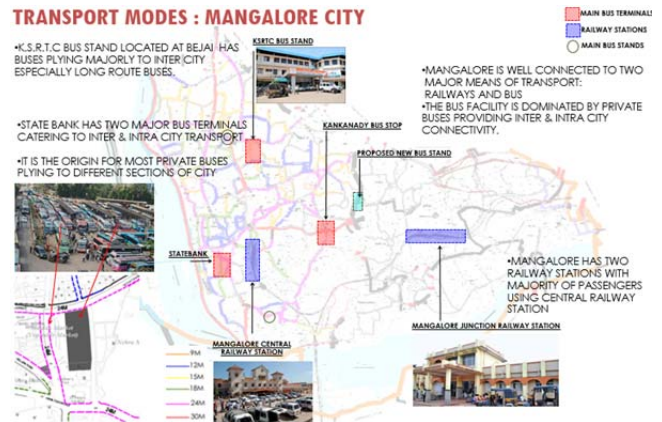 TRANSPORT MODES : MANGALORE CITY
MAIN BUS TERMINALS
RAILWAY STATIONS
MAIN BUS STANDS
KSRTC BUS STAND
•K.S.R.T.C BUS STAND LOCATED AT BEJAI HAS
BUSES PLYING MAJORLY TO INTER CITY
ESPECIALLY LONG ROUTE BUSES.
•MANGALORE IS WELL CONNECTED TO TWO
MAJOR MEANS OF TRANSPORT:
RAILWAYS AND BUS
•THE BUS FACILITY IS DOMINATED BY PRIVATE
BUSES PROVIDING INTER & INTRA CITY
CONNECTIVITY.
•STATE BANK HAS TWO MAJOR BUS TERMINALS
CATERING TO INTER & INTRA CITY TRANSPORT
•IT IS THE ORIGIN FOR MOST PRIVATE BUSES
PLYING TO DIFFERENT SECTIONS OF CITY
KANKANADY BUS STOP
PROPOSED NEW BUS STAND
STATEBANK
•MANGALORE HAS TWO
RAILWAY STATIONS WITH
MAJORITY OF PASSENGERS
USING CENTRAL RAILWAY
STATION
MANGALORE JUNCTION RAILWAY STATION
MANGALORE CENTRAL
RAILWAY STATION
9M
12M
15M
18M
24M
30M